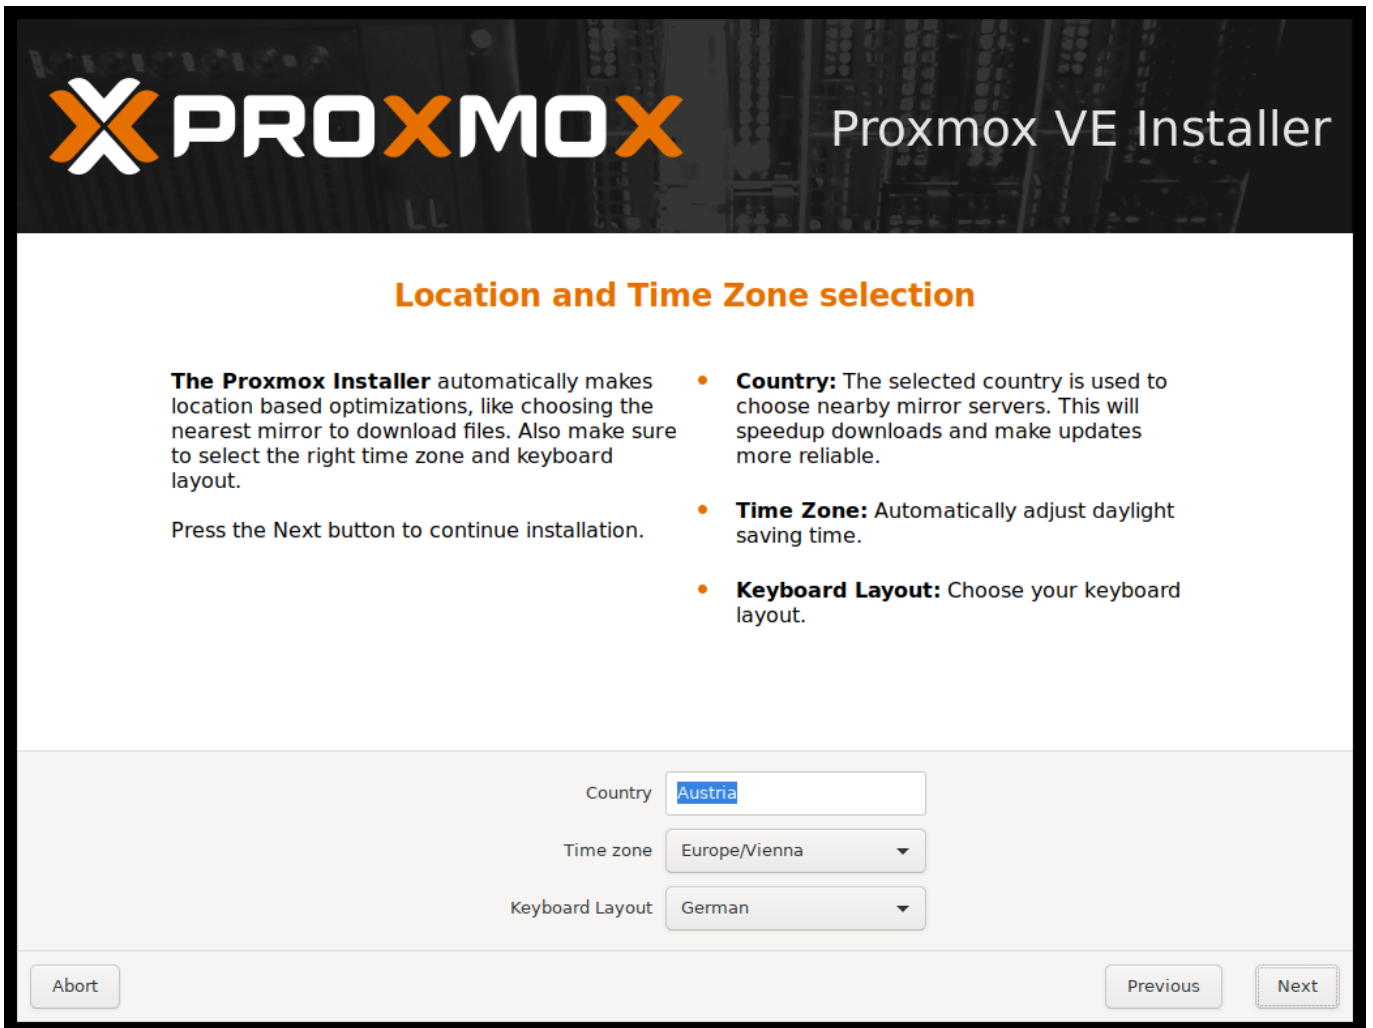 PROXMOX
Proxmox VE Installer
Location and Time Zone selection
The Proxmox Installer automatically makes
location based optimizations, like choosing the
nearest mirror to download files. Also make sure
to select the right time zone and keyboard
layout.
Press the Next button to continue installation.
Country: The selected country is used to
choose nearby mirror servers. This will
speedup downloads and make updates
more reliable.
Time Zone: Automatically adjust daylight
saving time.
Keyboard Layout: Choose your keyboard
layout.
Country Austria
Time zone Europe/Vienna
Keyboard Layout German
Abort Previous Next